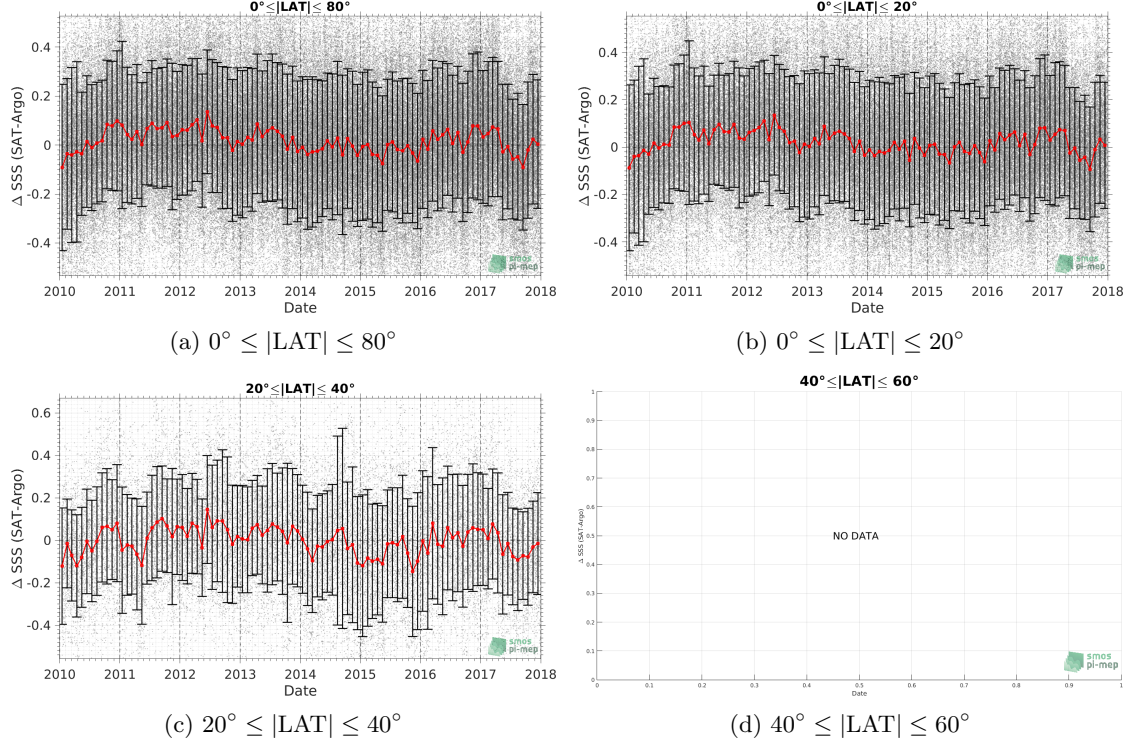 0°≤|LAT|≤ 80°
Δ SSS (SAT-Argo)
0.4
0.2
0
-0.2
-0.4
2010 2011 2012 2013 2014 2015 2016 2017 2018
Date
smos
pi-mep
(a) 0° ≤ |LAT| ≤ 80°
0°≤|LAT|≤ 20°
Δ SSS (SAT-Argo)
0.4
0.2
0
-0.2
-0.4
2010 2011 2012 2013 2014 2015 2016 2017 2018
Date
smos
pi-mep
(b) 0° ≤ |LAT| ≤ 20°
20°≤|LAT|≤ 40°
Δ SSS (SAT-Argo)
0.6
0.4
0.2
0
-0.2
-0.4
2010 2011 2012 2013 2014 2015 2016 2017 2018
Date
smos
pi-mep
(c) 20° ≤ |LAT| ≤ 40°
40°≤|LAT|≤ 60°
Δ SSS (SAT-Argo)
1
0.9
0.8
0.7
0.6
0.5
0.4
0.3
0.2
0.1
0
NO DATA
0 0.1 0.2 0.3 0.4 0.5 0.6 0.7 0.8 0.9 1
Date
smos
pi-mep
(d) 40° ≤ |LAT| ≤ 60°